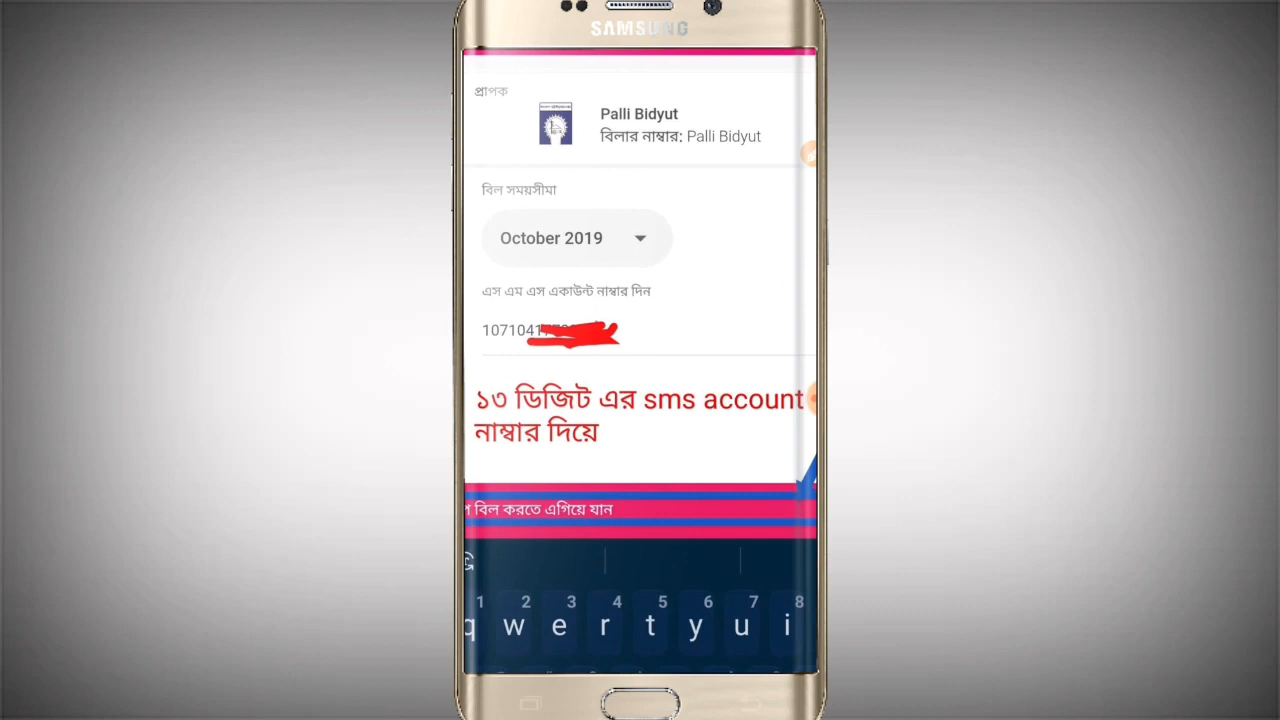 SAMSUNG
প্রাপক
Palli Bidyut
বিলার নাম্বার: Palli Bidyut
বিল সময়সীমা
October 2019
এস এম এস একাউন্ট নাম্বার দিন
107104
১৩ ডিজিট এর sms account
নাম্বার দিয়ে
বিল করতে এগিয়ে যান
1 2 3 4 5 6 7 8
q w e r t y u i